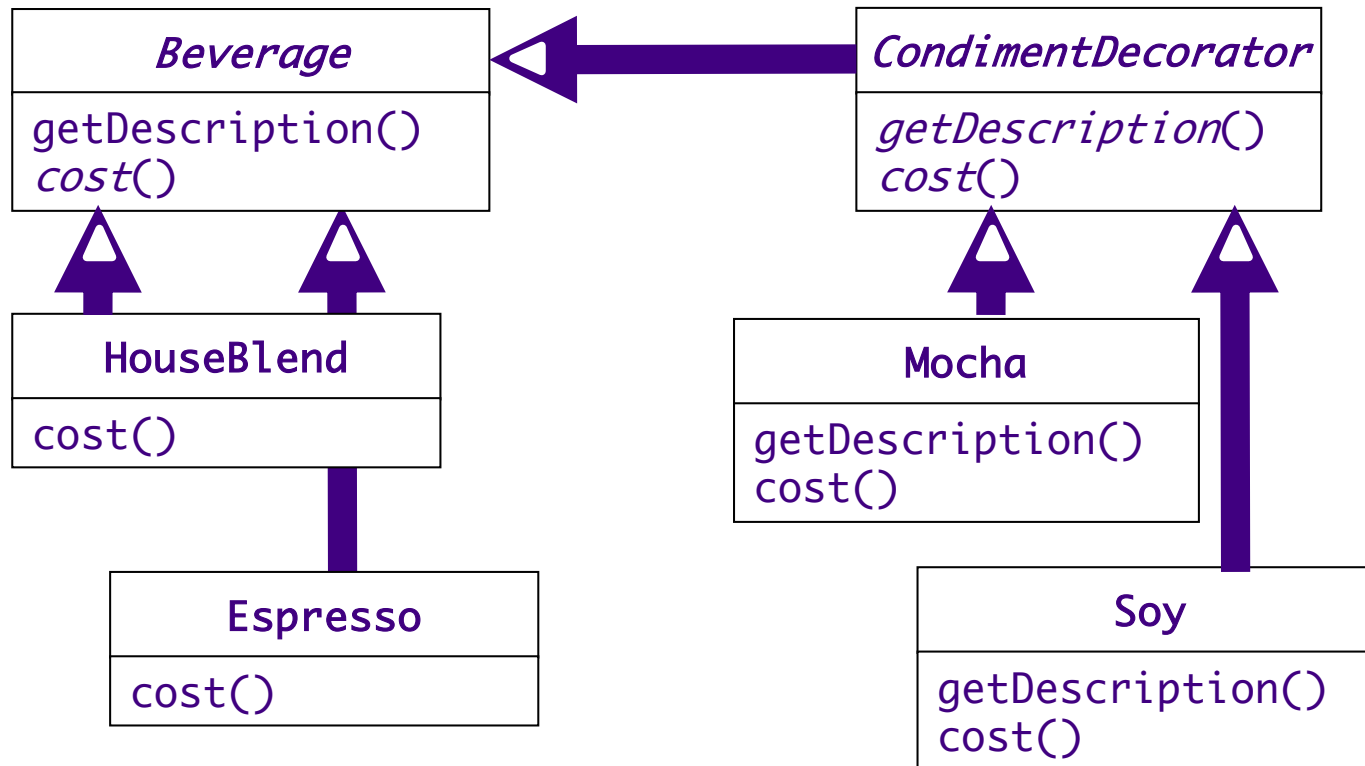 Beverage
getDescription()
cost()
CondimentDecorator
getDescription()
cost()
HouseBlend
cost()
Mocha
getDescription()
cost()
Espresso
cost()
Soy
getDescription()
cost()